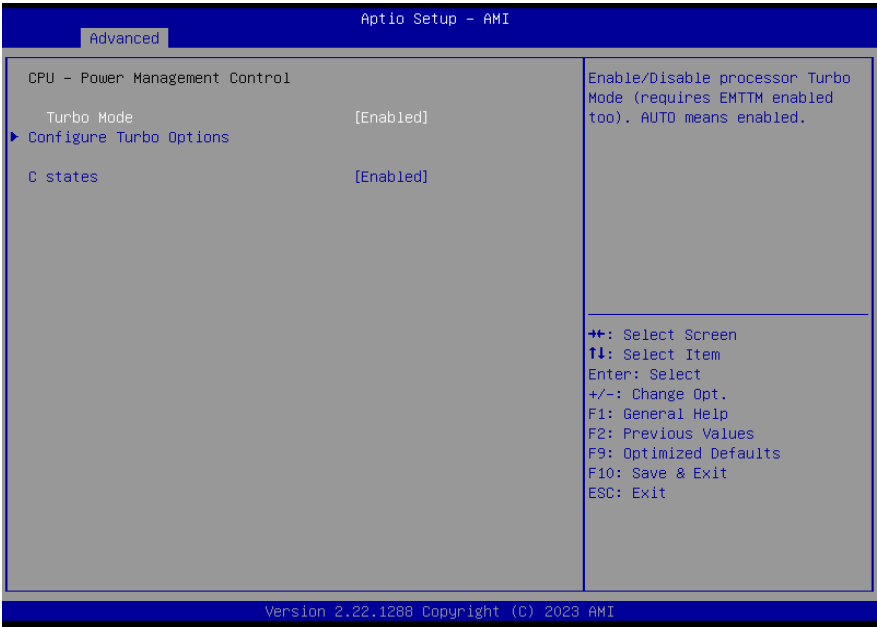 Aptio Setup – AMI
Advanced
CPU – Power Management Control
Turbo Mode [Enabled]
Configure Turbo Options
C states [Enabled]
Enable/Disable processor Turbo
Mode (requires EMTTM enabled
too). AUTO means enabled.
→←: Select Screen
↑↓: Select Item
Enter: Select
+/-: Change Opt.
F1: General Help
F2: Previous Values
F9: Optimized Defaults
F10: Save & Exit
ESC: Exit
Version 2.22.1288 Copyright (C) 2023 AMI